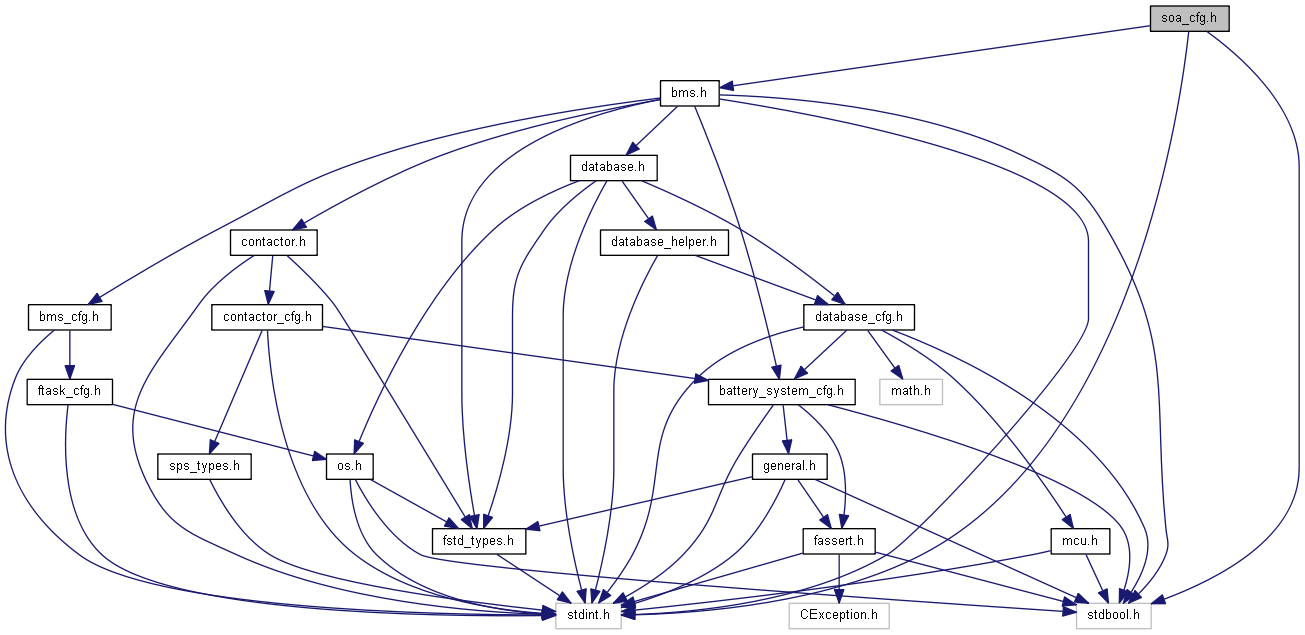 soa_cfg.h
bms.h
database.h
contactor.h
database_helper.h
bms_cfg.h
contactor_cfg.h
database_cfg.h
ftask_cfg.h
battery_system_cfg.h
math.h
sps_types.h
os.h
general.h
fstd_types.h
fassert.h
mcu.h
stdint.h
CException.h
stdbool.h